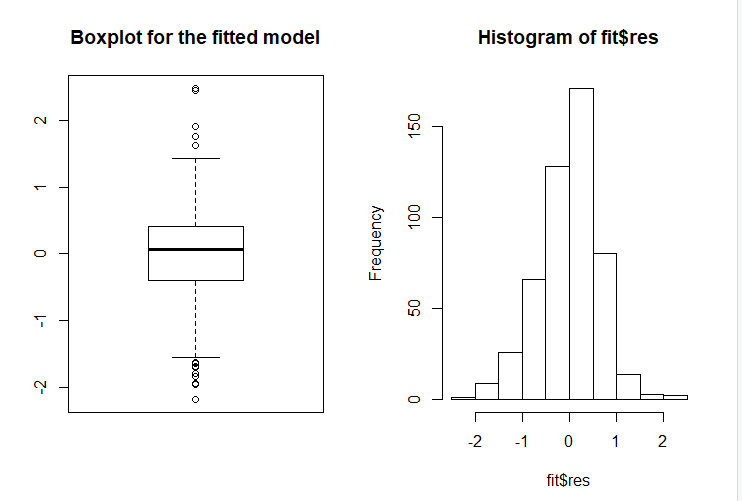 Boxplot for the fitted model
2
1
0
-1
-2
Histogram of fit$res
Frequency
150
100
50
0
-2 -1 0 1 2
fit$res